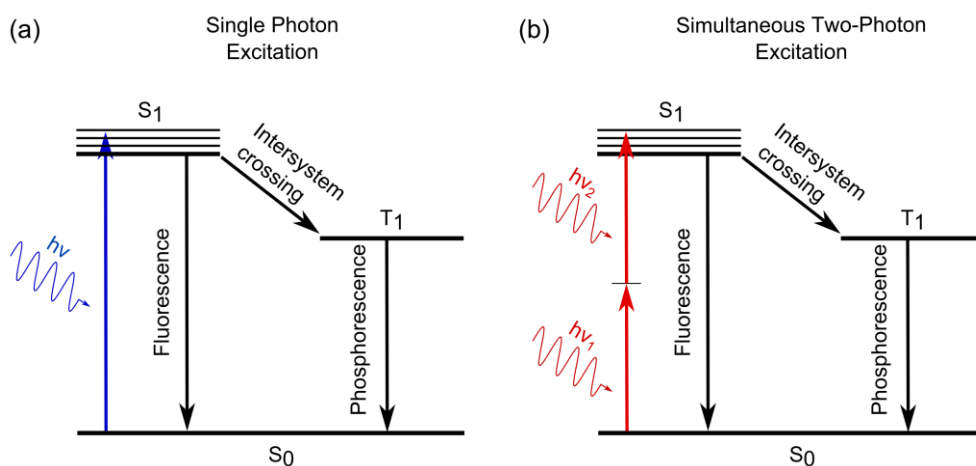 (a)
Single Photon
Excitation
S1
Intersystem
crossing
T1
hv
Fluorescence
Phosphorescence
S0
(b)
Simultaneous Two-Photon
Excitation
S1
Intersystem
crossing
hv2
T1
hv1
Fluorescence
Phosphorescence
S0